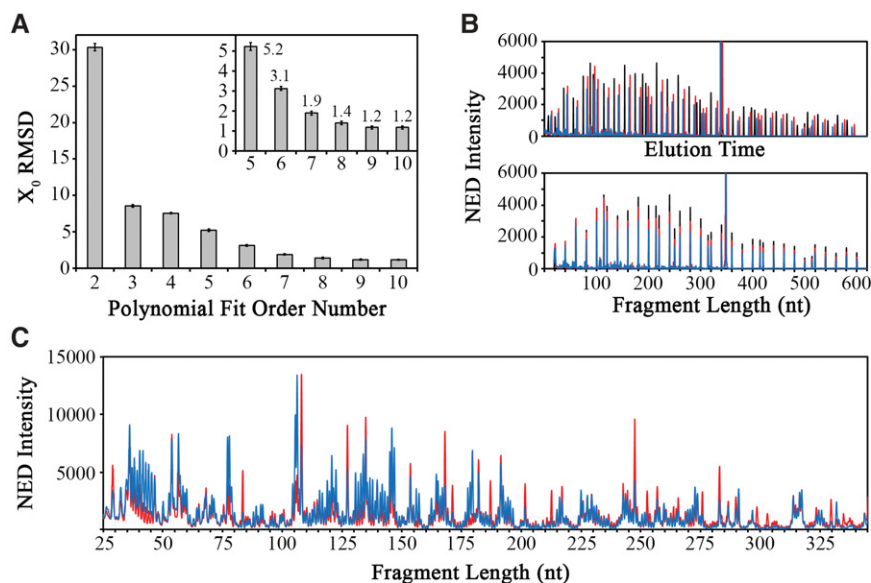 A
X0 RMSD
30
25
20
15
10
5
0
2 3 4 5 6 7 8 9 10
Polynomial Fit Order Number
5
4
3
2
1
0
5.2
3.1
1.9
1.4
1.2
1.2
5 6 7 8 9 10
B
NED Intensity
6000
4000
2000
0
Elution Time
6000
4000
2000
0
100 200 300 400 500 600
Fragment Length (nt)
C
NED Intensity
15000
10000
5000
25 50 75 100 125 150 175 200 225 250 275 300 325
Fragment Length (nt)